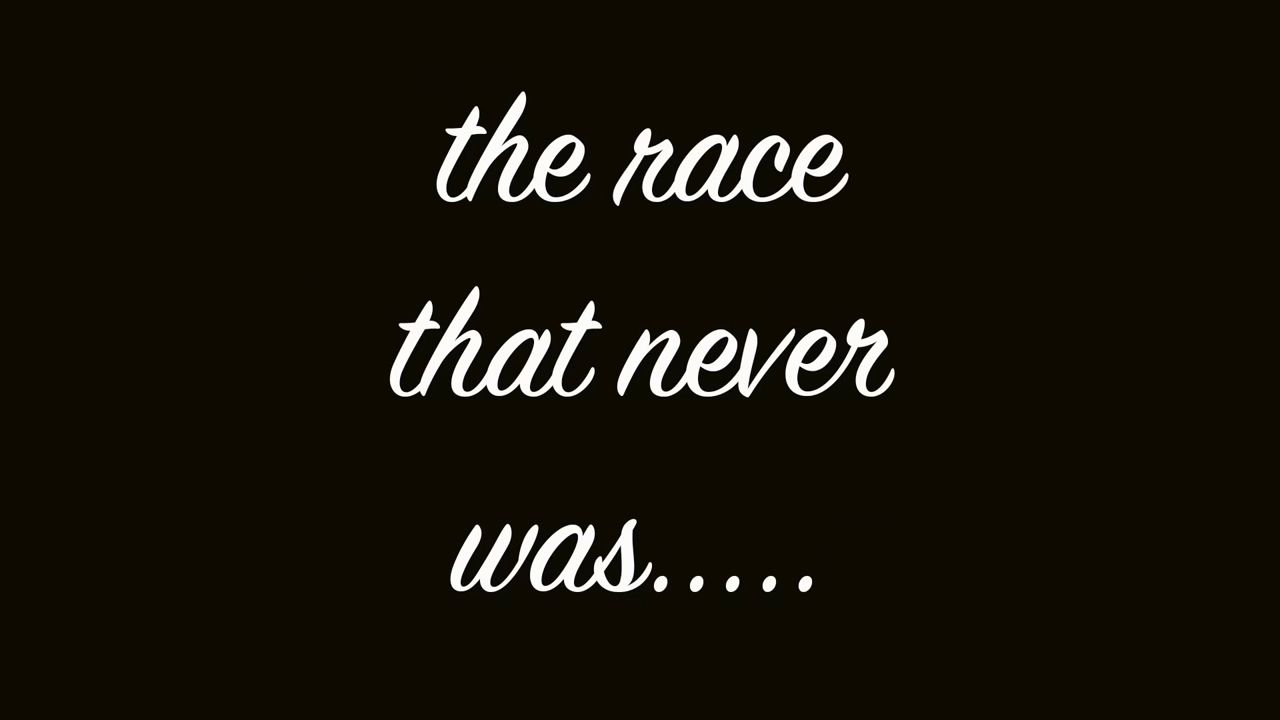 the race
that never
was.....